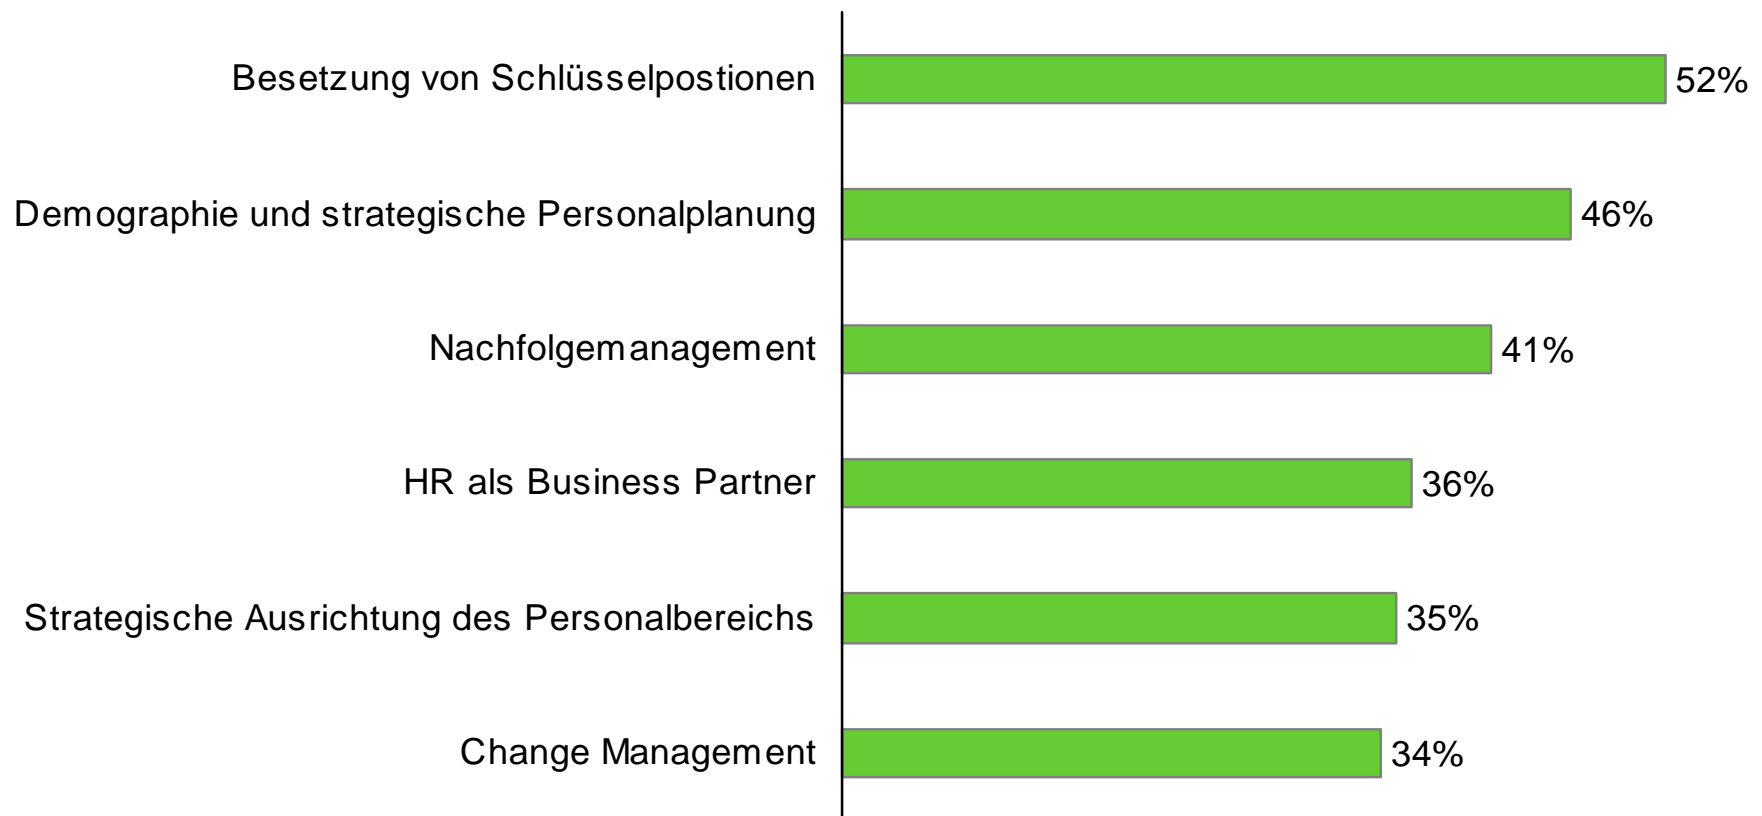 Besetzung von Schlüsselpostionen 52%
Demographie und strategische Personalplanung 46%
Nachfolgemanagement 41%
HR als Business Partner 36%
Strategische Ausrichtung des Personalbereichs 35%
Change Management 34%